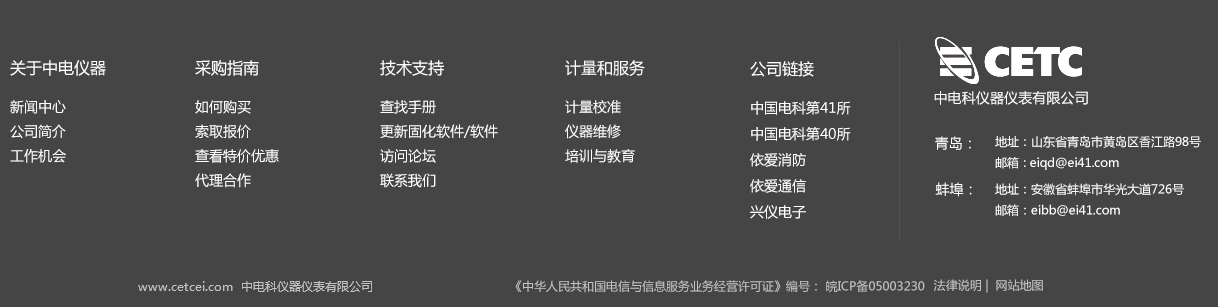 关于中电仪器
新闻中心
公司简介
工作机会
采购指南
如何购买
索取报价
查看特价优惠
代理合作
技术支持
查找手册
更新固化软件/软件
访问论坛
联系我们
计量和服务
计量校准
仪器维修
培训与教育
公司链接
中国电科第41所
中国电科第40所
依爱消防
依爱通信
兴仪电子
CETC
中电科仪器仪表有限公司
青岛： 地址：山东省青岛市黄岛区香江路98号
邮箱：eiqd@ei41.com
蚌埠： 地址：安徽省蚌埠市华光大道726号
邮箱：eibb@ei41.com
www.cetcei.com 中电科仪器仪表有限公司 《中华人民共和国电信与信息服务业务经营许可证》编号： 皖ICP备05003230 法律说明 | 网站地图